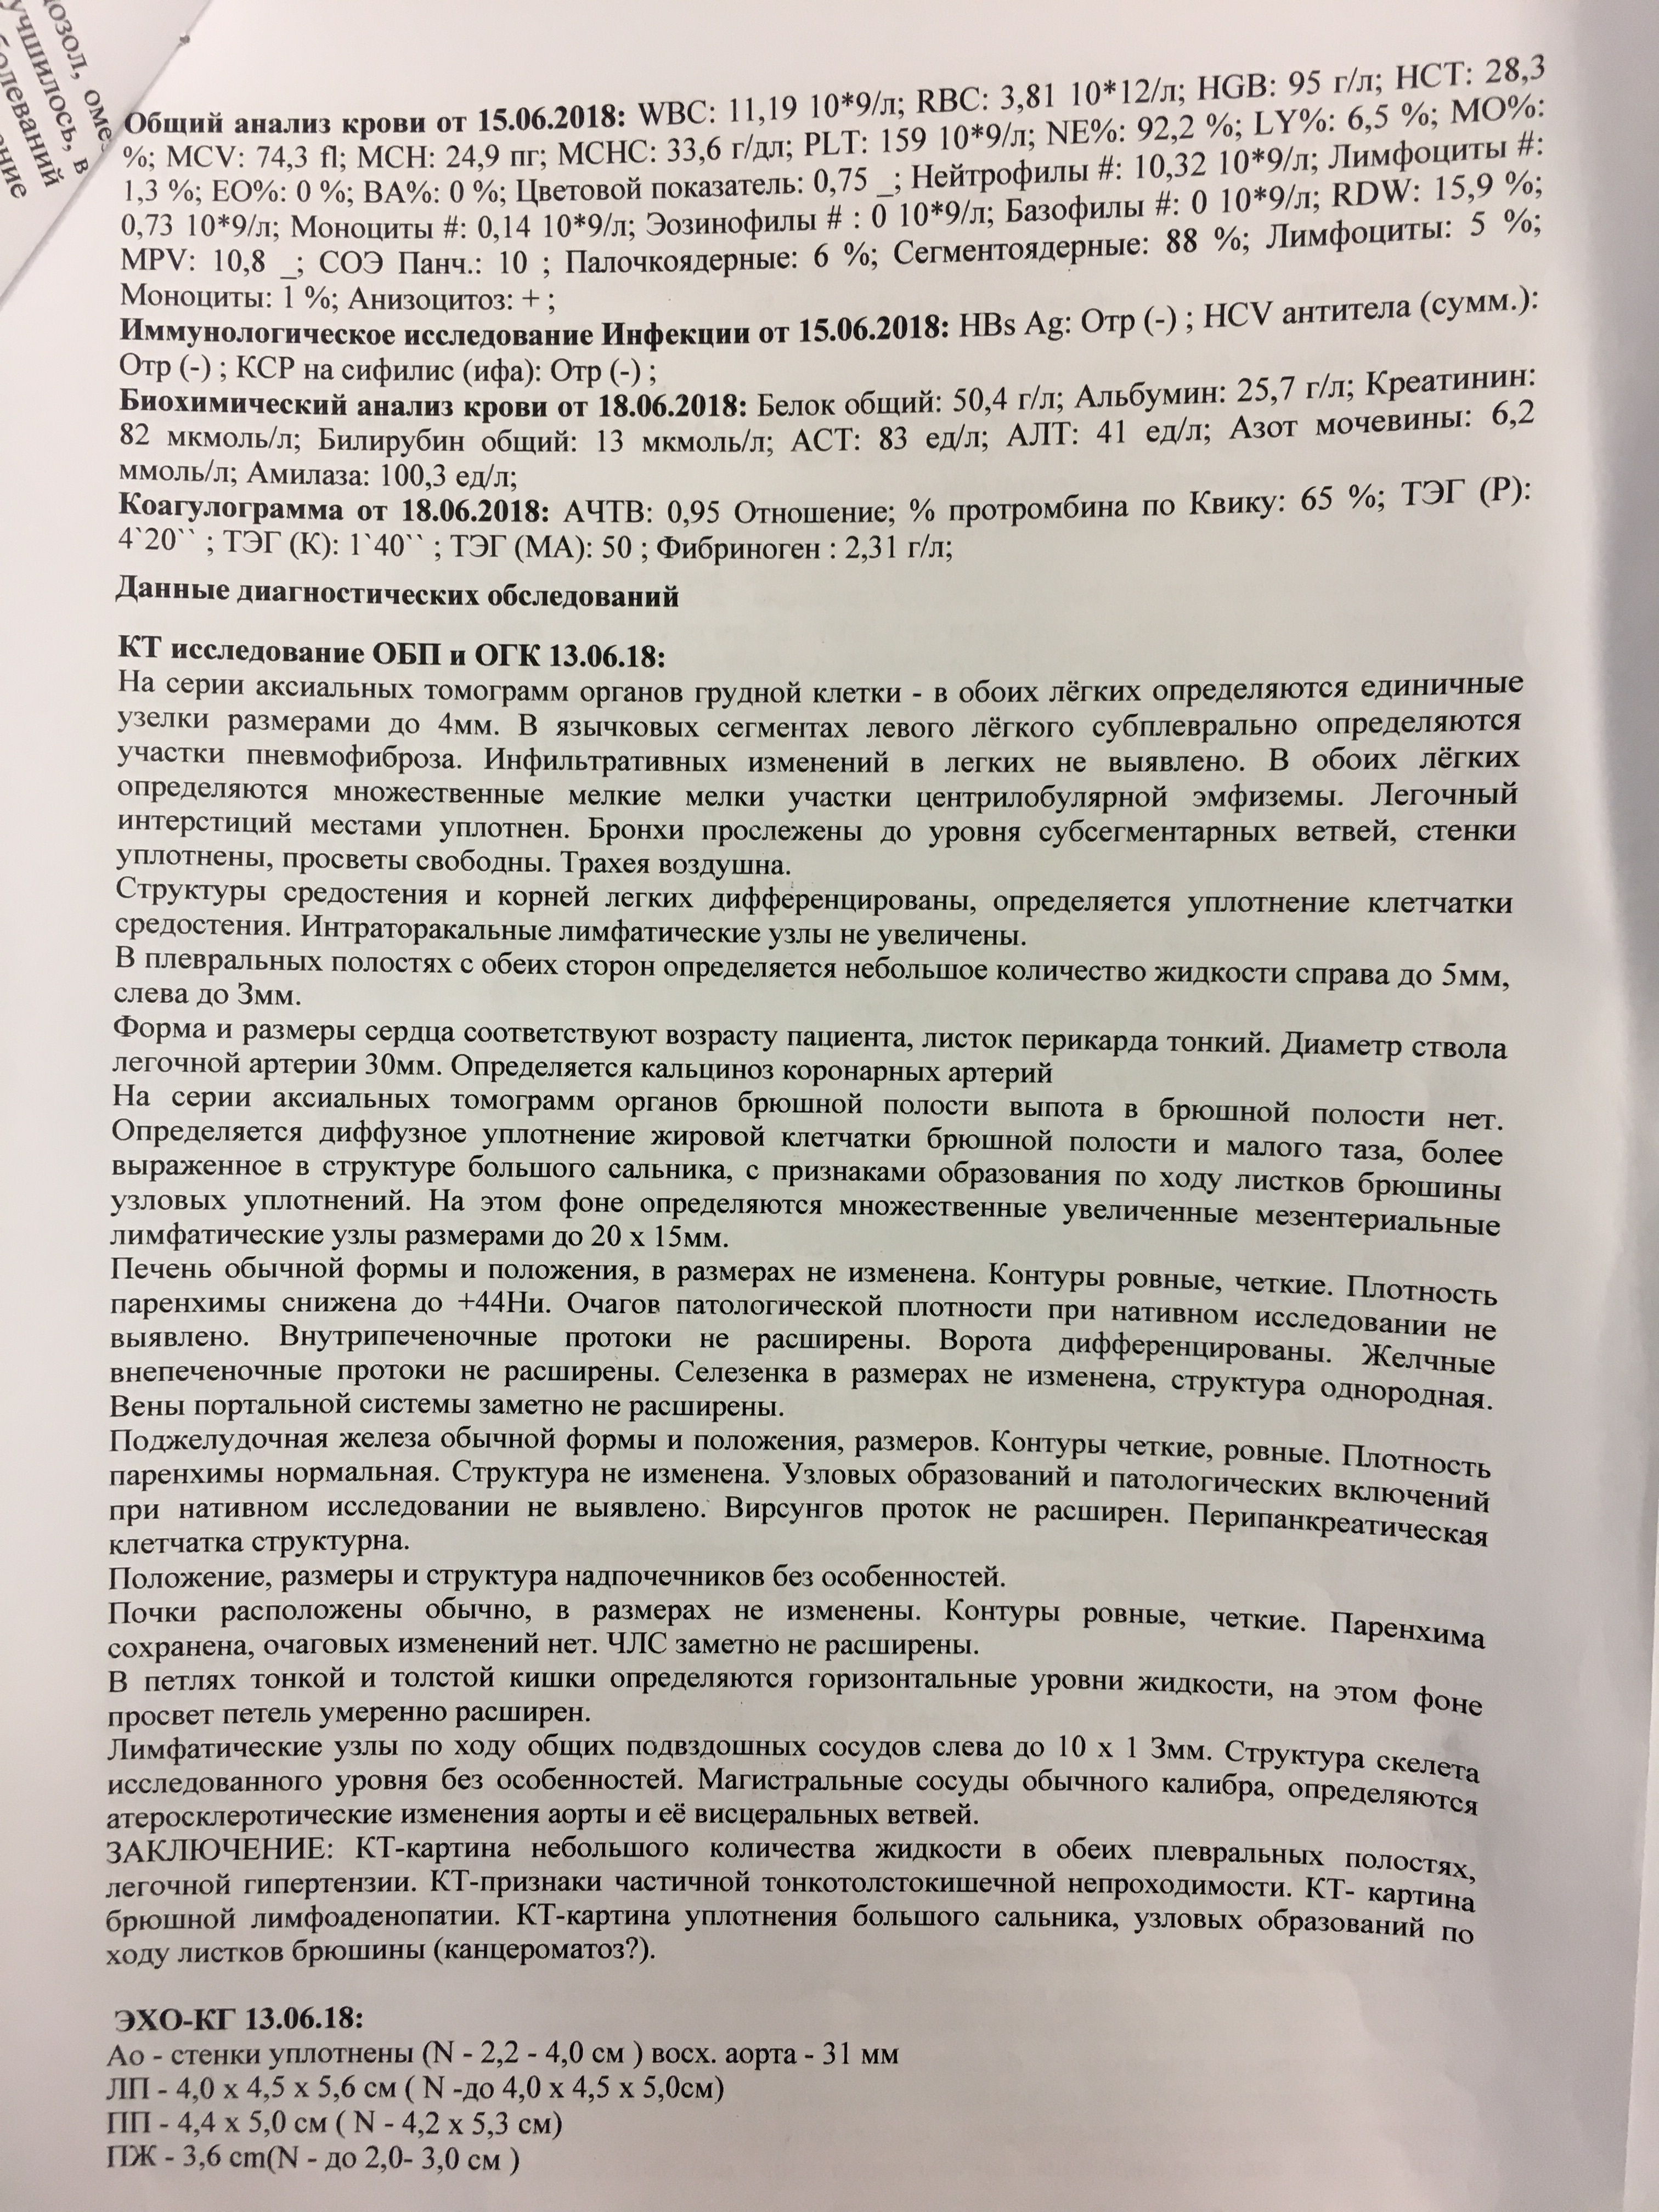 озол, оме
учшилось, в
болеваний
ение
Общий анализ крови от 15.06.2018: WBC: 11,19 10*9/л; RBC: 3,81 10*12/л; HGB: 95 г/л; HCT: 28,3
%; MCV: 74,3 fl; MCH: 24,9 пг; MCHC: 33,6 г/дл; PLT: 159 10*9/л; NE%: 92,2 %; LY%: 6,5 %; MO%:
1,3 %; EO%: 0 %; BA%: 0 %; Цветовой показатель: 0,75 _; Нейтрофилы #: 10,32 10*9/л; Лимфоциты #:
0,73 10*9/л; Моноциты #: 0,14 10*9/л; Эозинофилы # : 0 10*9/л; Базофилы #: 0 10*9/л; RDW: 15,9 %;
MPV: 10,8 _; СОЭ Панч.: 10 ; Палочкоядерные: 6 %; Сегментоядерные: 88 %; Лимфоциты: 5 %;
Моноциты: 1 %; Анизоцитоз: + ;
Иммунологическое исследование Инфекции от 15.06.2018: HBs Ag: Отр (-) ; HCV антитела (сумм.):
Отр (-) ; КСР на сифилис (ифа): Отр (-) ;
Биохимический анализ крови от 18.06.2018: Белок общий: 50,4 г/л; Альбумин: 25,7 г/л; Креатинин:
82 мкмоль/л; Билирубин общий: 13 мкмоль/л; АСТ: 83 ед/л; АЛТ: 41 ед/л; Азот мочевины: 6,2
ммоль/л; Амилаза: 100,3 ед/л;
Коагулограмма от 18.06.2018: АЧТВ: 0,95 Отношение; % протромбина по Квику: 65 %; ТЭГ (Р):
4`20`` ; ТЭГ (К): 1`40`` ; ТЭГ (МА): 50 ; Фибриноген : 2,31 г/л;
Данные диагностических обследований
КТ исследование ОБП и ОГК 13.06.18:
На серии аксиальных томограмм органов грудной клетки - в обоих лёгких определяются единичные
узелки размерами до 4мм. В язычковых сегментах левого лёгкого субплеврально определяются
участки пневмофиброза. Инфильтративных изменений в легких не выявлено. В обоих лёгких
определяются множественные мелкие мелки участки центрилобулярной эмфиземы. Легочный
интерстиций местами уплотнен. Бронхи прослежены до уровня субсегментарных ветвей, стенки
уплотнены, просветы свободны. Трахея воздушна.
Структуры средостения и корней легких дифференцированы, определяется уплотнение клетчатки
средостения. Интраторакальные лимфатические узлы не увеличены.
В плевральных полостях с обеих сторон определяется небольшое количество жидкости справа до 5мм,
слева до 3мм.
Форма и размеры сердца соответствуют возрасту пациента, листок перикарда тонкий. Диаметр ствола
легочной артерии 30мм. Определяется кальциноз коронарных артерий
На серии аксиальных томограмм органов брюшной полости выпота в брюшной полости нет.
Определяется диффузное уплотнение жировой клетчатки брюшной полости и малого таза, более
выраженное в структуре большого сальника, с признаками образования по ходу листков брюшины
узловых уплотнений. На этом фоне определяются множественные увеличенные мезентериальные
лимфатические узлы размерами до 20 х 15мм.
Печень обычной формы и положения, в размерах не изменена. Контуры ровные, четкие. Плотность
паренхимы снижена до +44Hи. Очагов патологической плотности при нативном исследовании не
выявлено. Внутрипеченочные протоки не расширены. Ворота дифференцированы. Желчные
внепеченочные протоки не расширены. Селезенка в размерах не изменена, структура однородная.
Вены портальной системы заметно не расширены.
Поджелудочная железа обычной формы и положения, размеров. Контуры четкие, ровные. Плотность
паренхимы нормальная. Структура не изменена. Узловых образований и патологических включений
при нативном исследовании не выявлено. Вирсунгов проток не расширен. Перипанкреатическая
клетчатка структурна.
Положение, размеры и структура надпочечников без особенностей.
Почки расположены обычно, в размерах не изменены. Контуры ровные, четкие. Паренхима
сохранена, очаговых изменений нет. ЧЛС заметно не расширены.
В петлях тонкой и толстой кишки определяются горизонтальные уровни жидкости, на этом фоне
просвет петель умеренно расширен.
Лимфатические узлы по ходу общих подвздошных сосудов слева до 10 х 1 3мм. Структура скелета
исследованного уровня без особенностей. Магистральные сосуды обычного калибра, определяются
атеросклеротические изменения аорты и её висцеральных ветвей.
ЗАКЛЮЧЕНИЕ: КТ-картина небольшого количества жидкости в обеих плевральных полостях,
легочной гипертензии. КТ-признаки частичной тонкотолстокишечной непроходимости. КТ- картина
брюшной лимфоаденопатии. КТ-картина уплотнения большого сальника, узловых образований по
ходу листков брюшины (канцероматоз?).
ЭХО-КГ 13.06.18:
Ао - стенки уплотнены (N - 2,2 - 4,0 см ) восх. аорта - 31 мм
ЛП - 4,0 х 4,5 х 5,6 см ( N -до 4,0 х 4,5 х 5,0см)
ПП - 4,4 х 5,0 см ( N - 4,2 х 5,3 см)
ПЖ - 3,6 cm(N - до 2,0- 3,0 см )